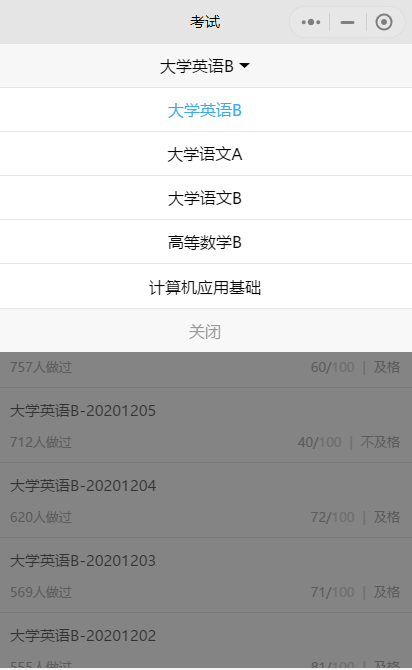 考试
大学英语B
大学英语B
大学语文A
大学语文B
高等数学B
计算机应用基础
关闭
757人做过 60/100 | 及格
大学英语B-20201205
712人做过 40/100 | 不及格
大学英语B-20201204
620人做过 72/100 | 及格
大学英语B-20201203
569人做过 71/100 | 及格
大学英语B-20201202
555人做过 81/100 | 及格